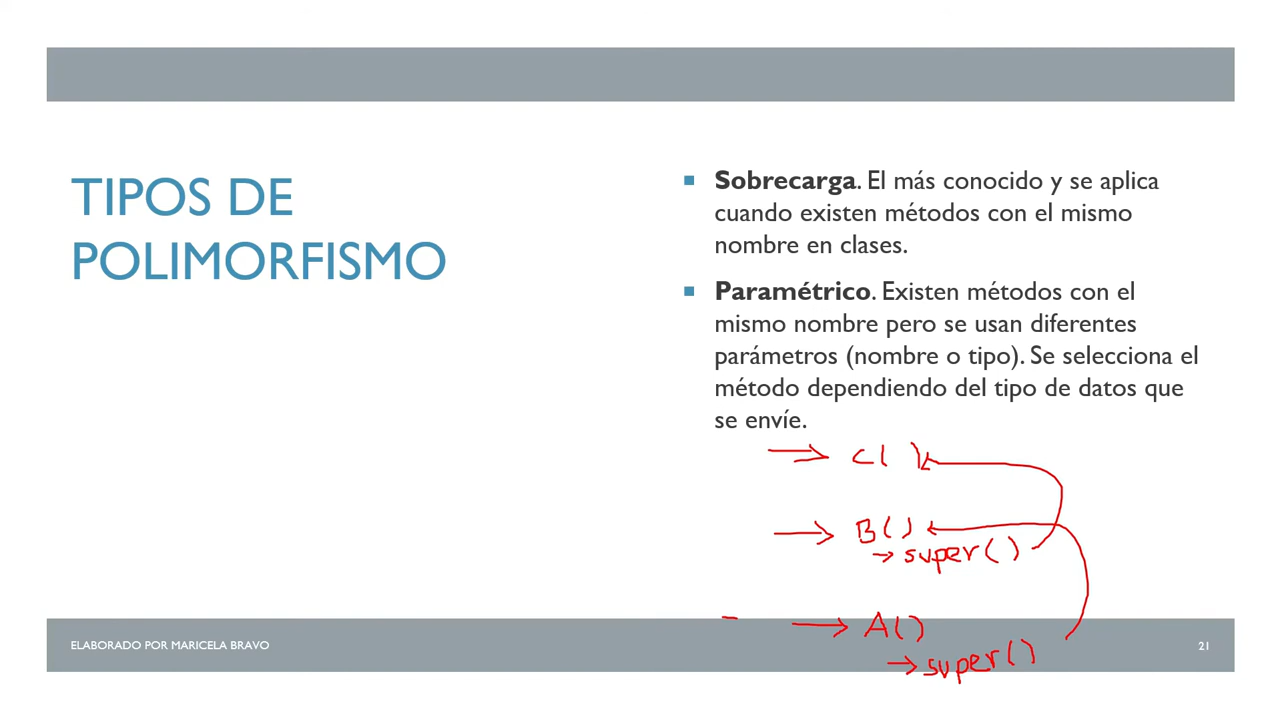 TIPOS DE
POLIMORFISMO
Sobrecarga. El más conocido y se aplica
cuando existen métodos con el mismo
nombre en clases.
Paramétrico. Existen métodos con el
mismo nombre pero se usan diferentes
parámetros (nombre o tipo). Se selecciona el
método dependiendo del tipo de datos que
se envíe.
C( )
B()
super()
A()
super()
ELABORADO POR MARICELA BRAVO
21